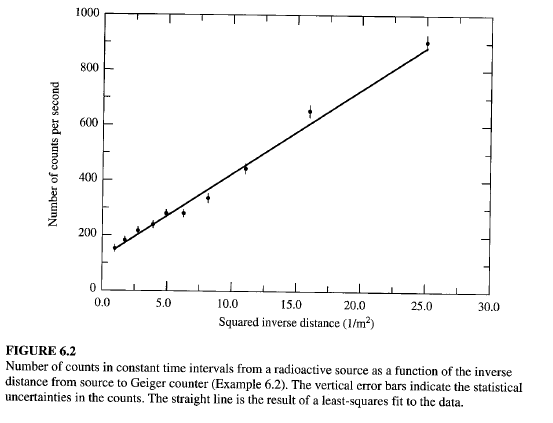 1000
800
600
400
200
0
Number of counts per second
0.0 5.0 10.0 15.0 20.0 25.0 30.0
Squared inverse distance (1/m²)
FIGURE 6.2
Number of counts in constant time intervals from a radioactive source as a function of the inverse
distance from source to Geiger counter (Example 6.2). The vertical error bars indicate the statistical
uncertainties in the counts. The straight line is the result of a least-squares fit to the data.